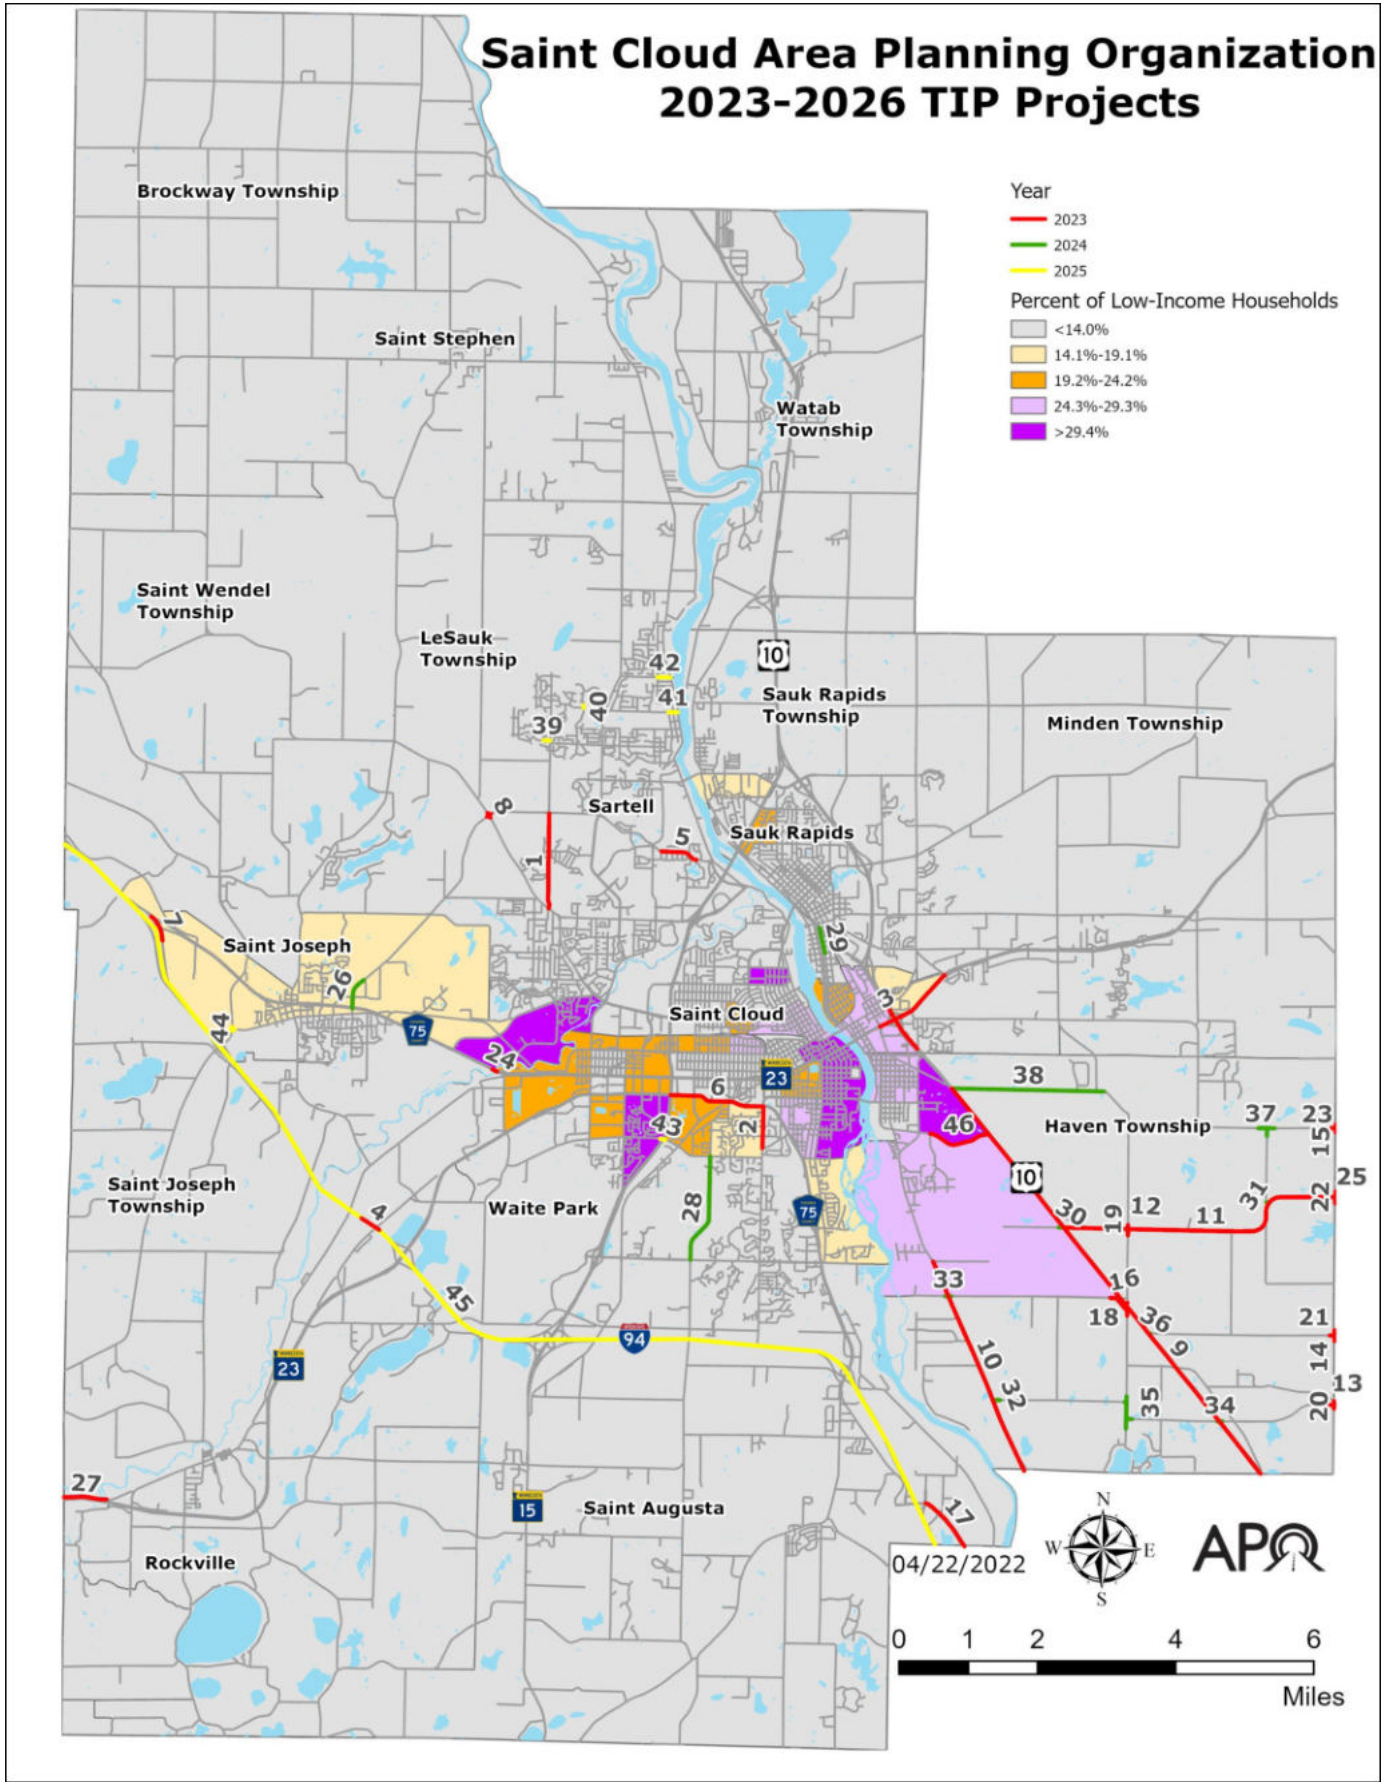 Saint Cloud Area Planning Organization
2023-2026 TIP Projects
Year
2023
2024
2025
Percent of Low-Income Households
<14.0%
14.1%-19.1%
19.2%-24.2%
24.3%-29.3%
>29.4%
Brockway Township
Saint Stephen
Watab
Township
Saint Wendel
Township
LeSauk
Township
42
10
41
40
39
Sauk Rapids
Township
Minden Township
8
Sartell
5
1
Sauk Rapids
7
Saint Joseph
29
26
3
44
75
Saint Cloud
24
23
6
38
43
2
46
Haven Township
37
23
15
Saint Joseph
Township
4
Waite Park
28
75
10
25
31
22
30
19
12
11
33
16
18
36
9
21
45
94
23
10
14
32
13
35
34
20
27
15
Saint Augusta
17
Rockville
04/22/2022
N
W
E
S
APO
0
1
2
4
6
Miles